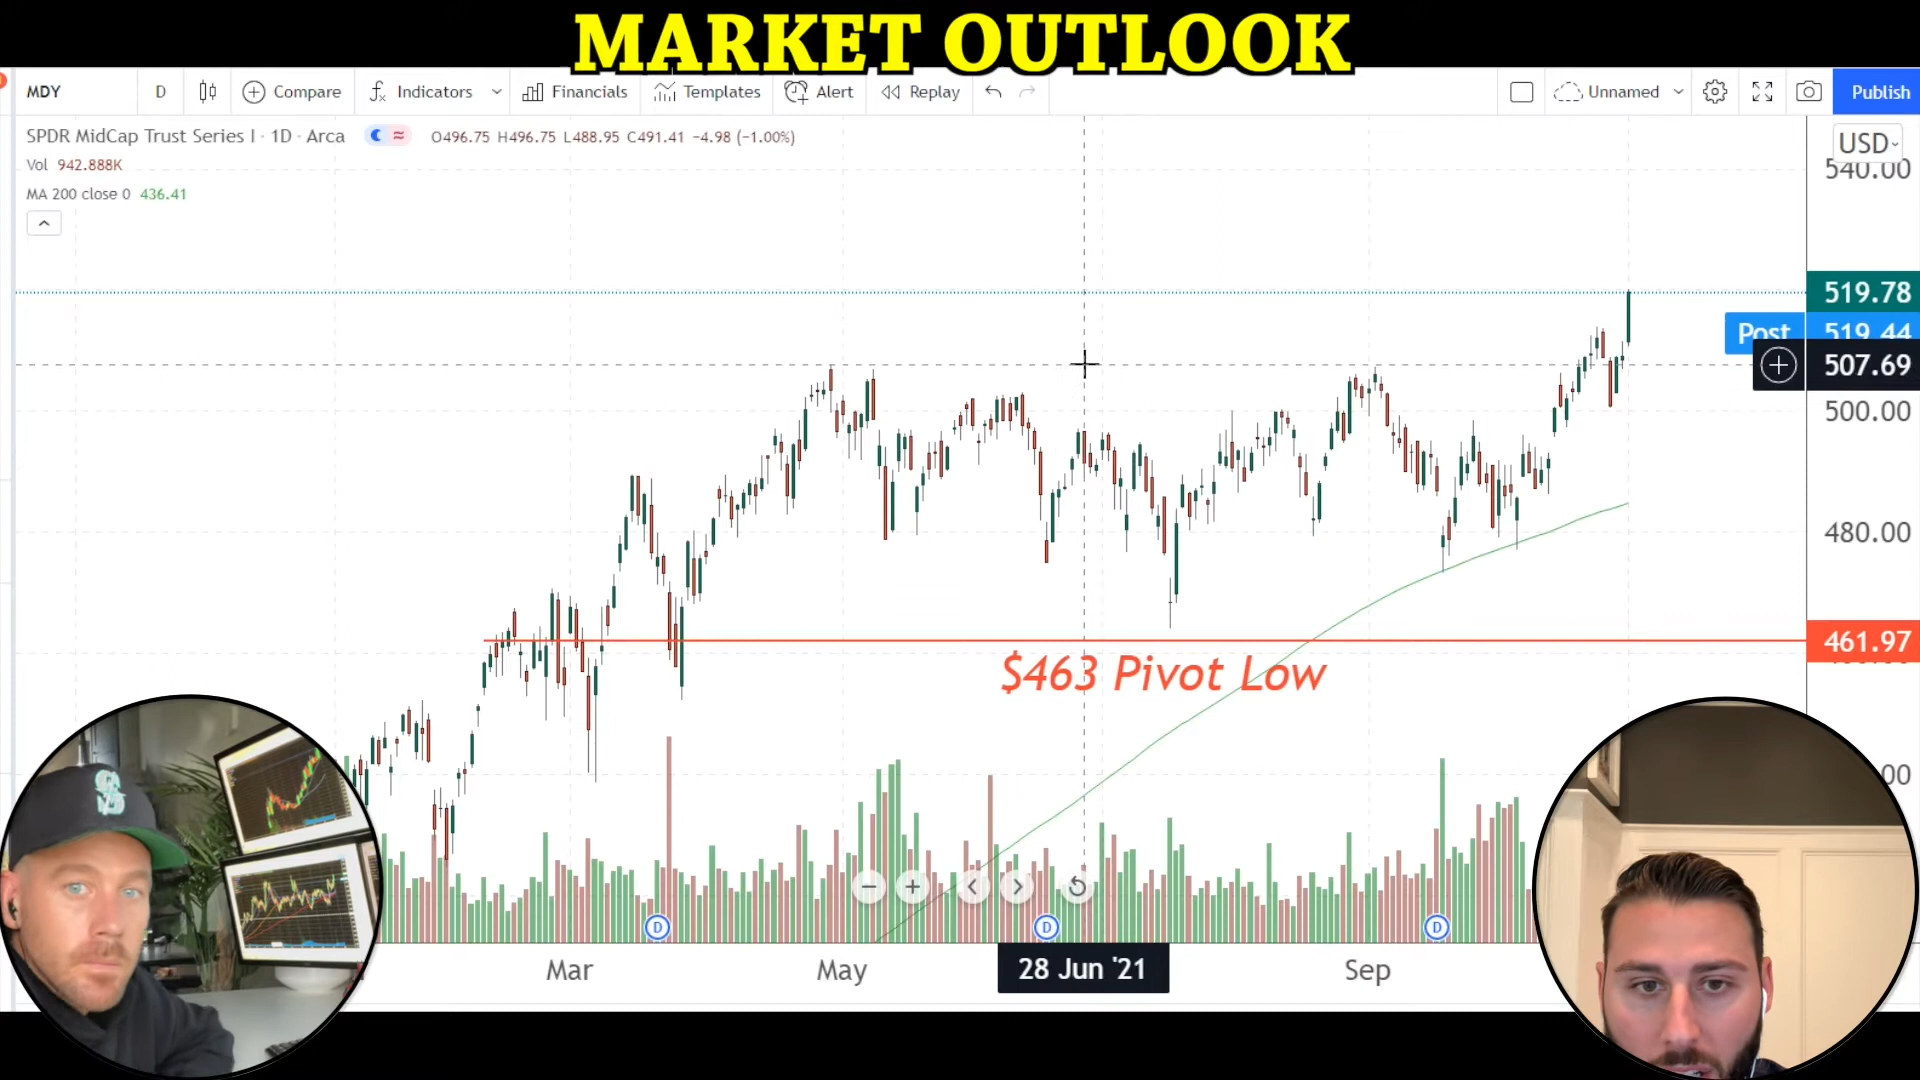 MARKET OUTLOOK
MDY D Compare Indicators Financials Templates Alert Replay Unnamed Publish
SPDR MidCap Trust Series I · 1D · Arca O496.75 H496.75 L488.95 C491.41 −4.98 (−1.00%)
USD
Vol 942.888K
540.00
MA 200 close 0 436.41
519.78
Post 519.44
507.69
500.00
480.00
461.97
$463 Pivot Low
00
D D D
Mar May 28 Jun '21 Sep